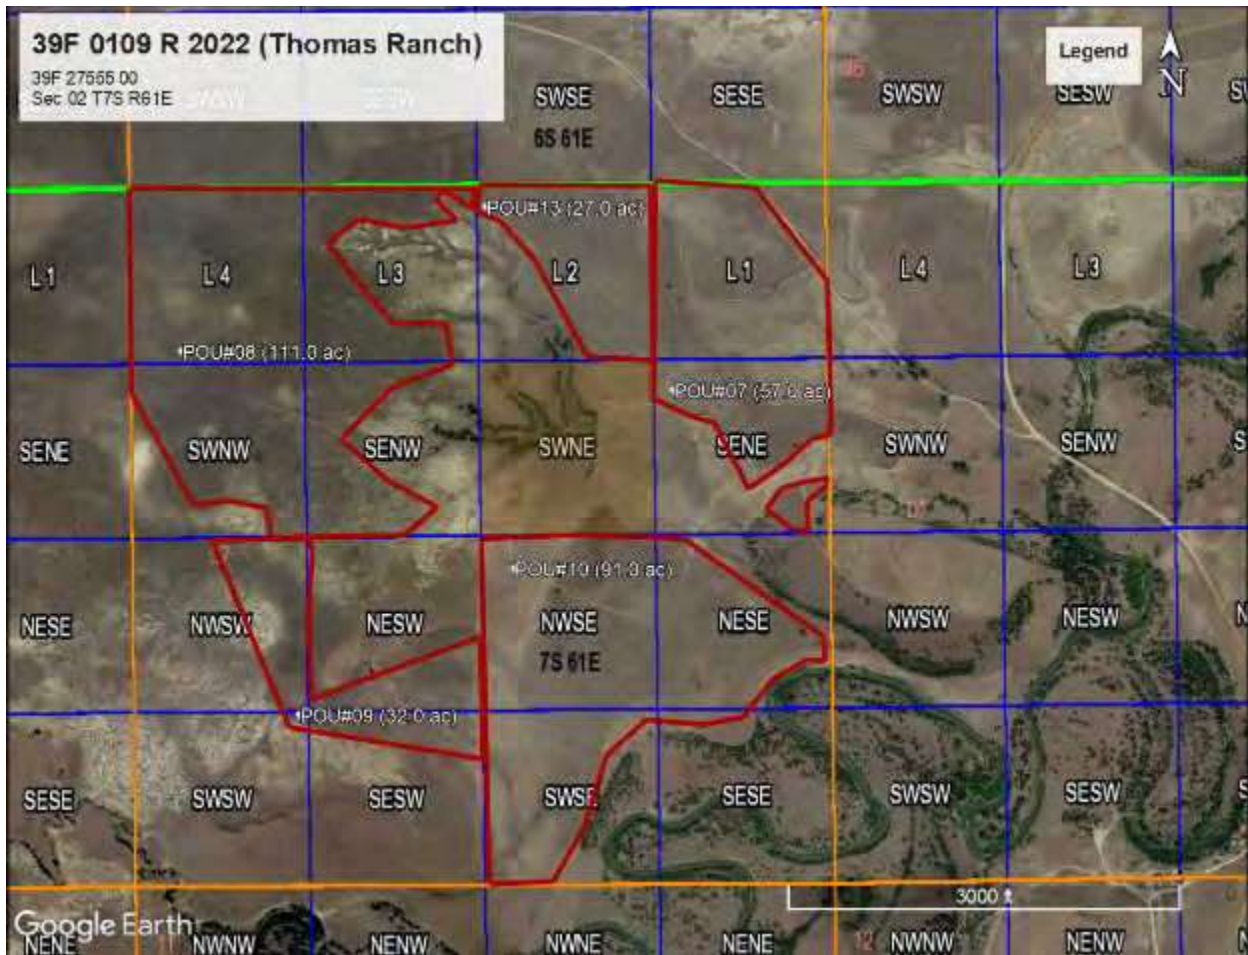 39F 0109 R 2022 (Thomas Ranch)
39F 27555 00
Sec 02 T7S R61E
Legend
N
SWSW
SESW
SWSE
SESE
SWSW
SESW
6S 61E
POU#13 (27.0 ac)
L1
L4
L3
L2
L1
L4
L3
POU#08 (111.0 ac)
POU#07 (57.0 ac)
SENE
SWNW
SENW
SWNE
SENE
SWNW
SENW
POU#10 (91.3 ac)
NESE
NWSW
NESW
NWSE
NESE
NWSW
NESW
7S 61E
POU#09 (32.0 ac)
SESE
SWSW
SESW
SWSE
SESE
SWSW
SESW
3000 ft
Google Earth
NENE
NWNW
NENW
NWNE
NENE
12
NWNW
NENW